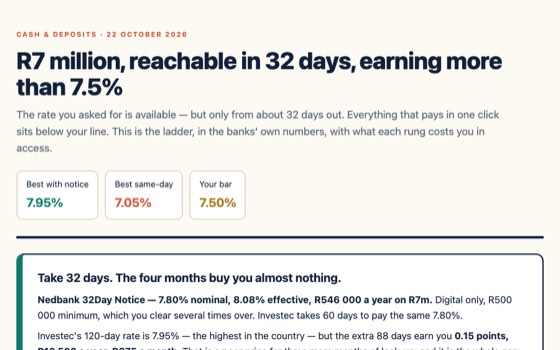 CASH & DEPOSITS · 22 OCTOBER 2026
R7 million, reachable in 32 days, earning more
than 7.5%
The rate you asked for is available — but only from about 32 days out. Everything that pays in one click
sits below your line. This is the ladder, in the banks' own numbers, with what each rung costs you in
access.
Best with notice
7.95%
Best same-day
7.05%
Your bar
7.50%
Take 32 days. The four months buy you almost nothing.
Nedbank 32Day Notice — 7.80% nominal, 8.08% effective, R546 000 a year on R7m. Digital only, R500
000 minimum, which you clear several times over. Investec takes 60 days to pay the same 7.80%.
Investec's 120-day rate is 7.95% — the highest in the country — but the extra 88 days earn you 0.15 points,